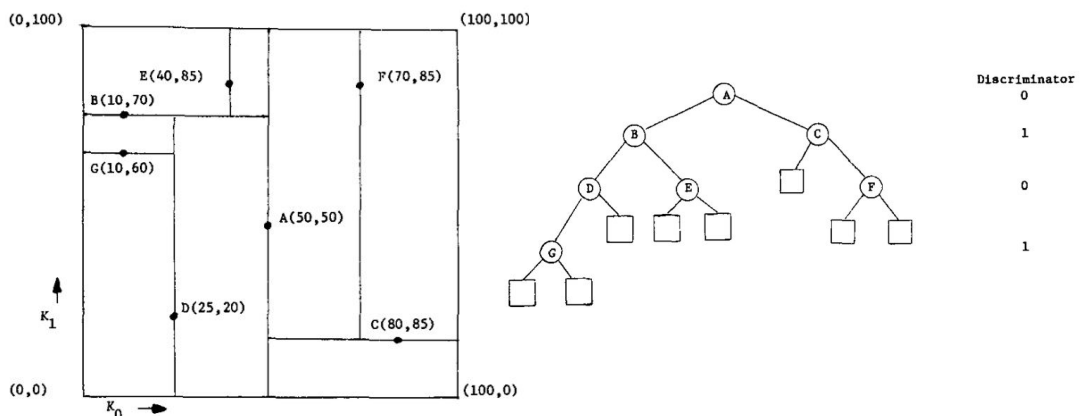 (0,100)
(100,100)
E(40,85)
F(70,85)
B(10,70)
G(10,60)
A(50,50)
D(25,20)
C(80,85)
K1
(0,0)
K0
(100,0)
Discriminator
A
0
B
C
1
D
E
F
0
G
1